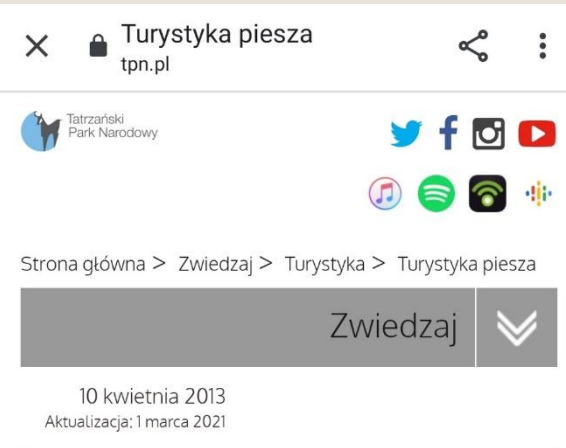 Turystyka piesza
tpn.pl
Tatrzański
Park Narodowy
Strona główna > Zwiedzaj > Turystyka > Turystyka piesza
Zwiedzaj
10 kwietnia 2013
Aktualizacja: 1 marca 2021